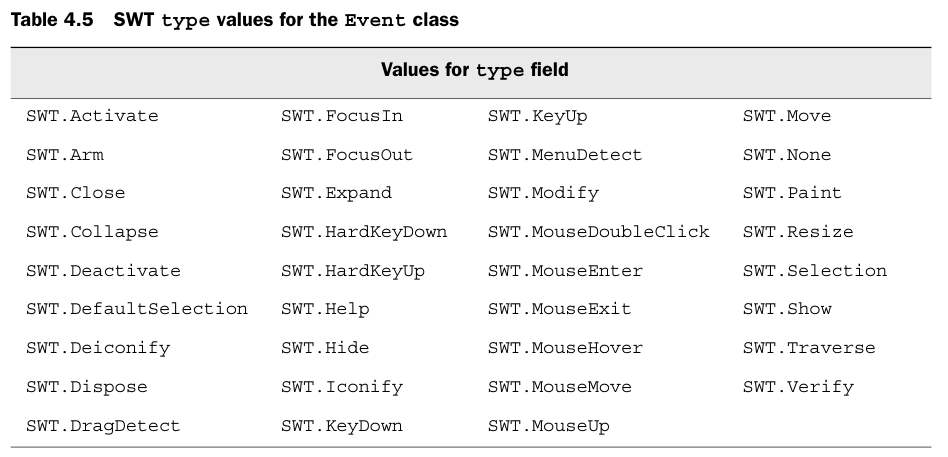 Table 4.5 SWT type values for the Event class
Values for type field
SWT.Activate SWT.FocusIn SWT.KeyUp SWT.Move
SWT.Arm SWT.FocusOut SWT.MenuDetect SWT.None
SWT.Close SWT.Expand SWT.Modify SWT.Paint
SWT.Collapse SWT.HardKeyDown SWT.MouseDoubleClick SWT.Resize
SWT.Deactivate SWT.HardKeyUp SWT.MouseEnter SWT.Selection
SWT.DefaultSelection SWT.Help SWT.MouseExit SWT.Show
SWT.Deiconify SWT.Hide SWT.MouseHover SWT.Traverse
SWT.Dispose SWT.Iconify SWT.MouseMove SWT.Verify
SWT.DragDetect SWT.KeyDown SWT.MouseUp